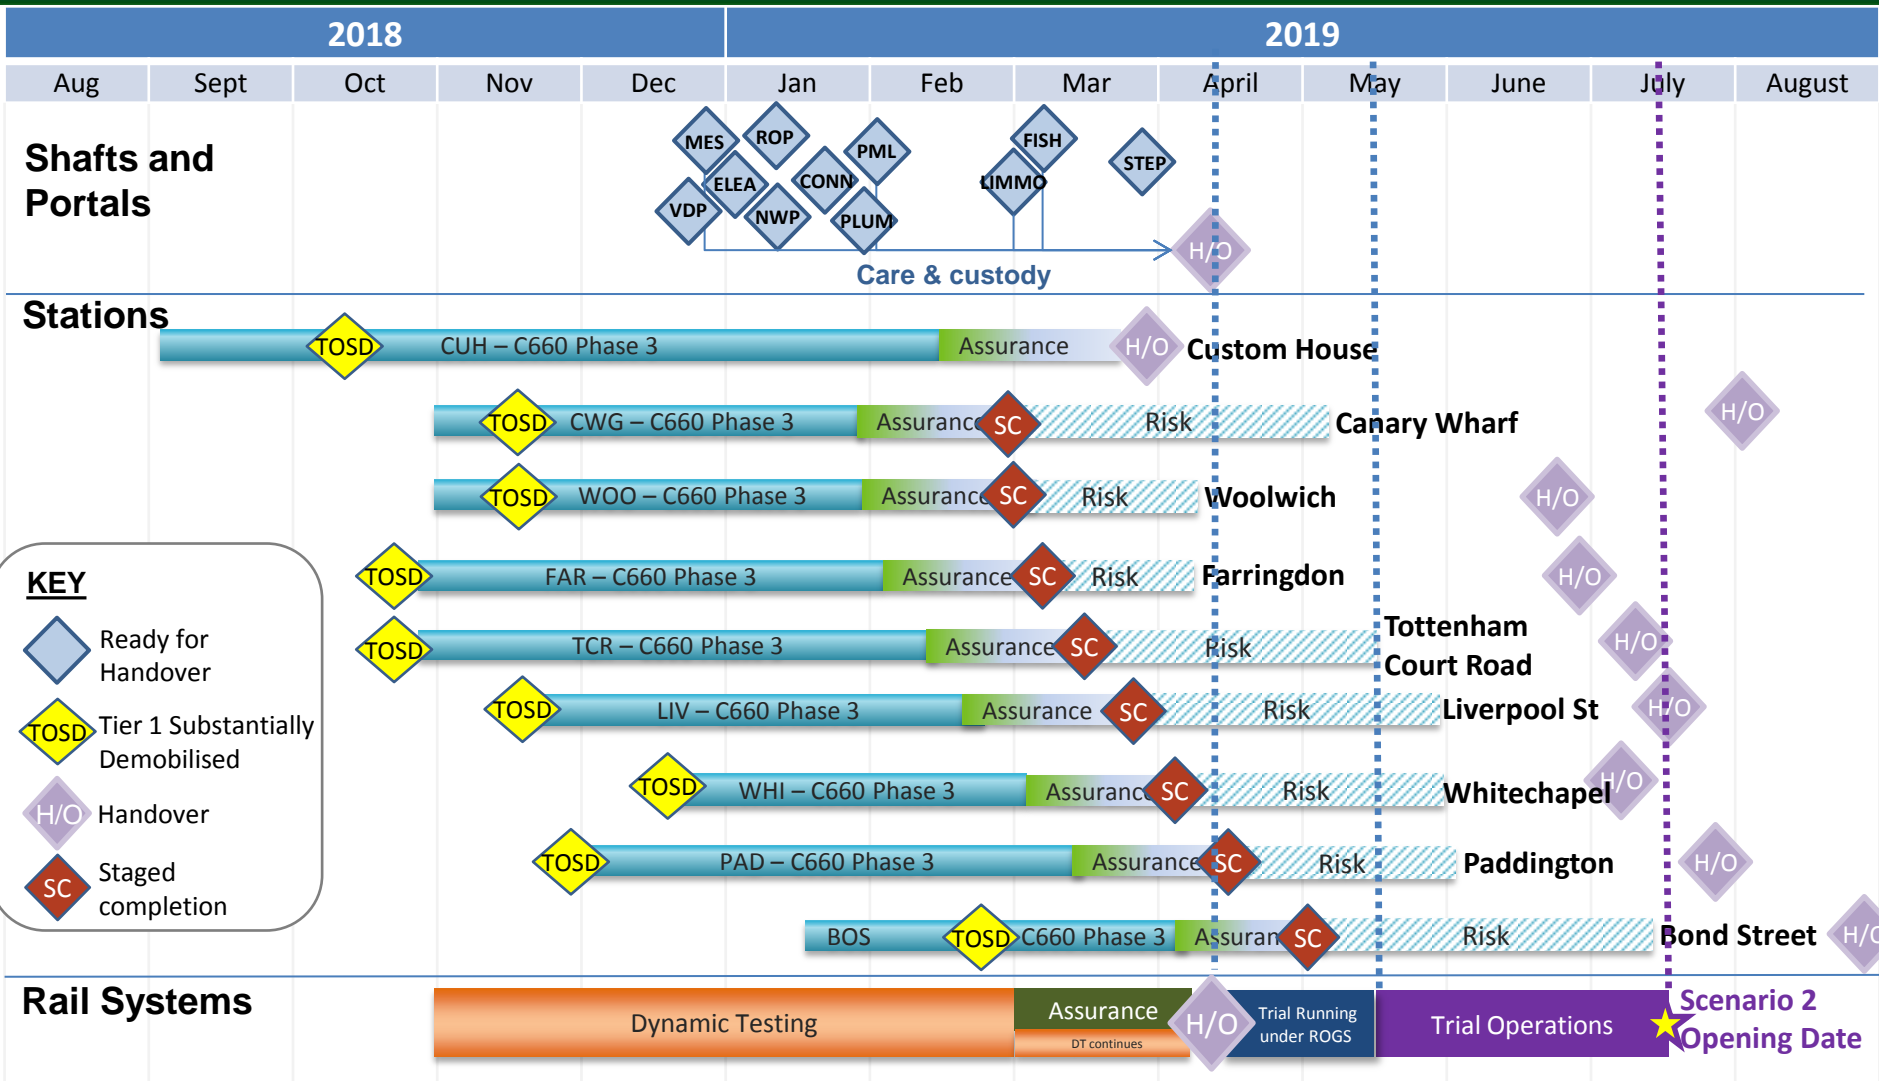 2018
2019
Aug
Sept
Oct
Nov
Dec
Jan
Feb
Mar
April
May
June
July
August
Shafts and
Portals
MES
ROP
PML
FISH
STEP
ELEA
CONN
LIMMO
VDP
NWP
PLUM
H/O
Care & custody
Stations
TOSD
CUH – C660 Phase 3
Assurance
H/O
Custom House
TOSD
CWG – C660 Phase 3
Assurance
SC
Risk
Canary Wharf
H/O
TOSD
WOO – C660 Phase 3
Assurance
SC
Risk
Woolwich
H/O
TOSD
FAR – C660 Phase 3
Assurance
SC
Risk
Farringdon
H/O
TOSD
TCR – C660 Phase 3
Assurance
SC
Risk
Tottenham
Court Road
H/O
TOSD
LIV – C660 Phase 3
Assurance
SC
Risk
Liverpool St
H/O
TOSD
WHI – C660 Phase 3
Assurance
SC
Risk
Whitechapel
H/O
TOSD
PAD – C660 Phase 3
Assurance
SC
Risk
Paddington
H/O
BOS
TOSD
C660 Phase 3
Assuran
SC
Risk
Bond Street
H/O
KEY
Ready for
Handover
TOSD
Tier 1 Substantially
Demobilised
H/O
Handover
SC
Staged
completion
Rail Systems
Dynamic Testing
Assurance
DT continues
H/O
Trial Running
under ROGS
Trial Operations
Scenario 2
Opening Date